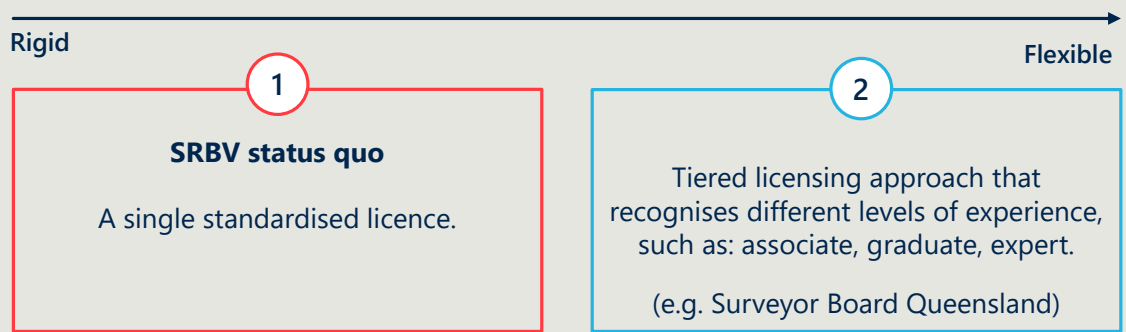 Rigid
Flexible
1
SRBV status quo
A single standardised licence.
2
Tiered licensing approach that
recognises different levels of experience,
such as: associate, graduate, expert.
(e.g. Surveyor Board Queensland)